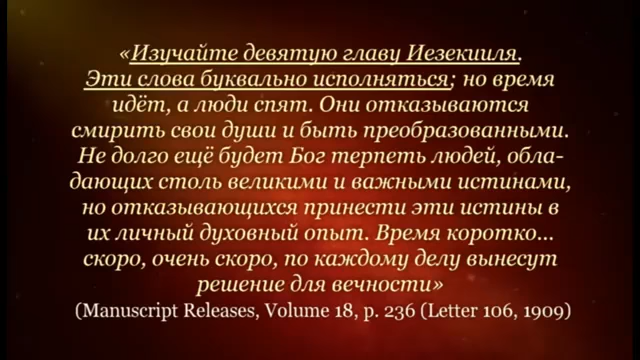 «Изучайте девятую главу Иезекииля.
Эти слова буквально исполняться; но время
идёт, а люди спят. Они отказываются
смирить свои души и быть преобразованными.
Не долго ещё будет Бог терпеть людей, обла-
дающих столь великими и важными истинами,
но отказывающихся принести эти истины в
их личный духовный опыт. Время коротко...
скоро, очень скоро, по каждому делу вынесут
решение для вечности»
(Manuscript Releases, Volume 18, p. 236 (Letter 106, 1909)